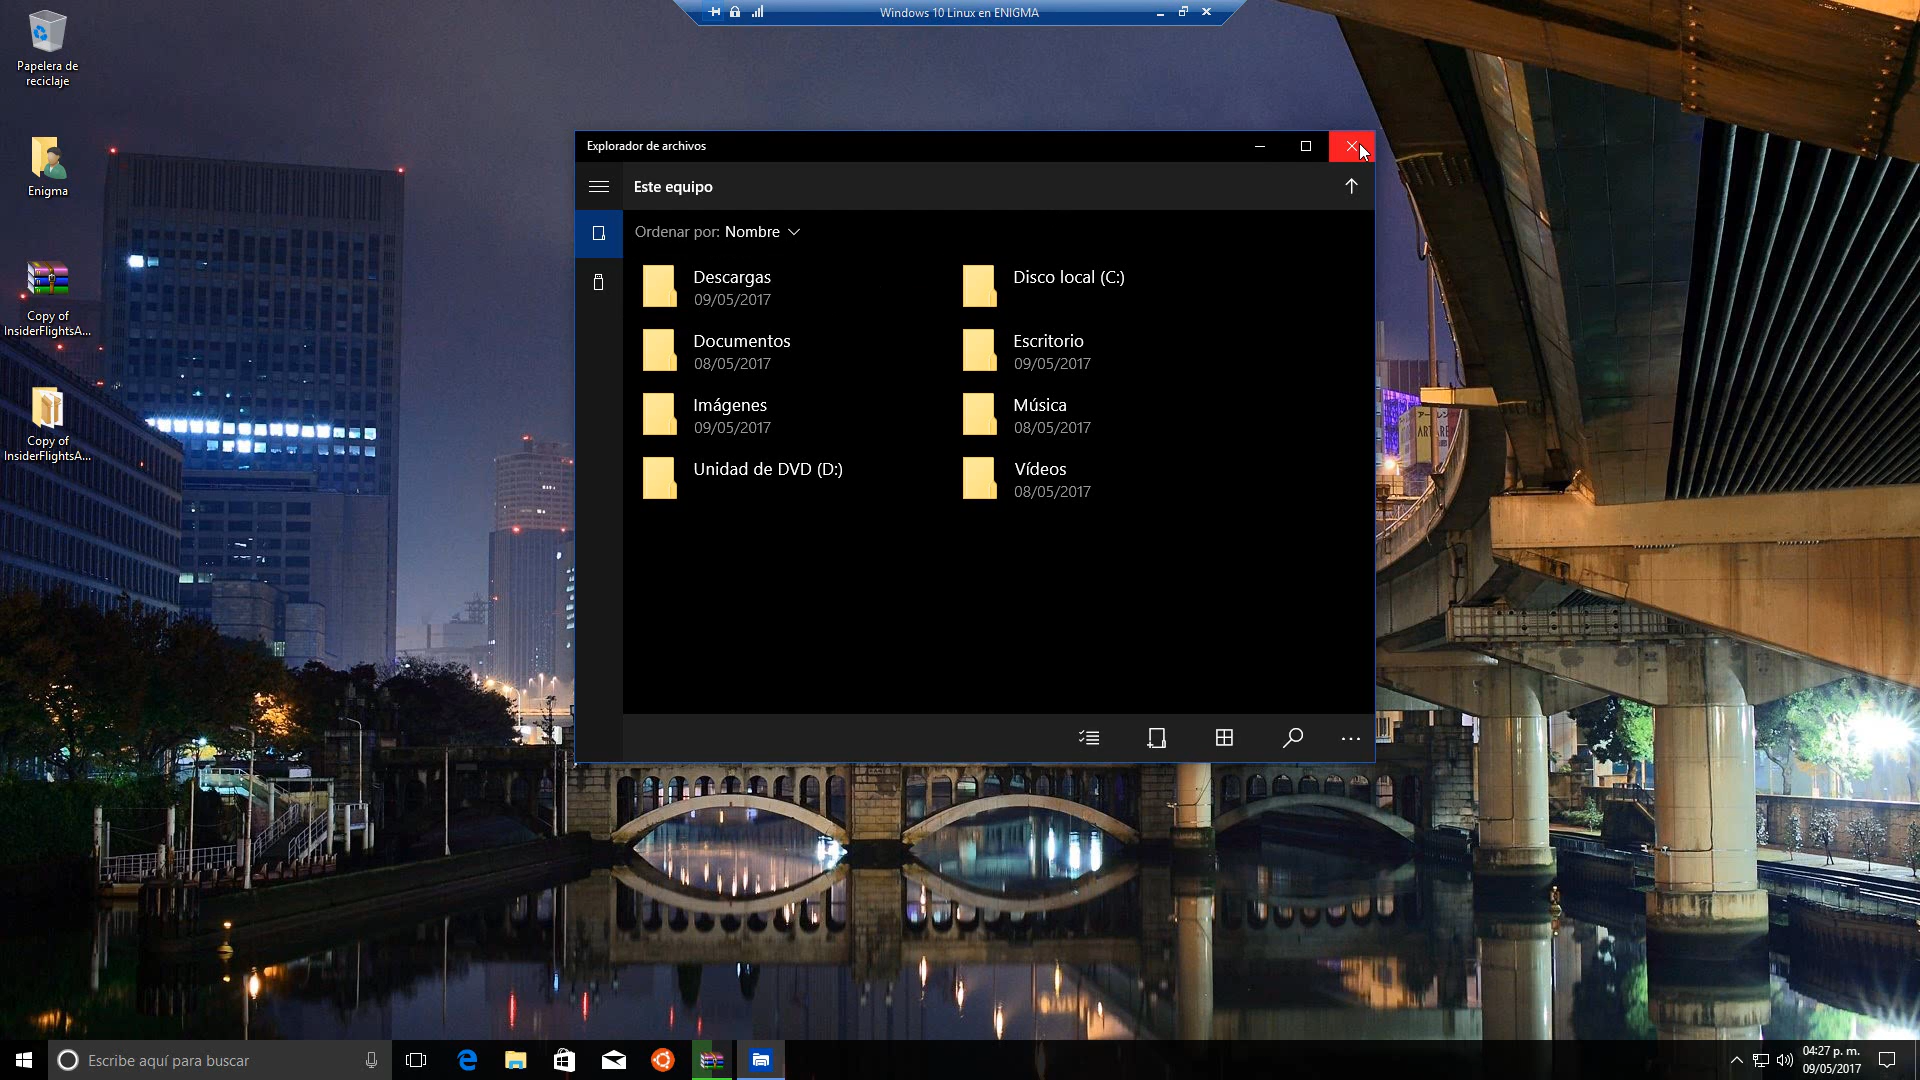 Windows 10 Linux en ENIGMA
Papelera de
reciclaje
Enigma
Copy of
InsiderFlightsA...
Copy of
InsiderFlightsA...
Explorador de archivos
Este equipo
Ordenar por: Nombre
Descargas
09/05/2017
Disco local (C:)
Documentos
08/05/2017
Escritorio
09/05/2017
Imágenes
09/05/2017
Música
08/05/2017
Unidad de DVD (D:)
Vídeos
08/05/2017
Escribe aquí para buscar
04:27 p. m.
09/05/2017